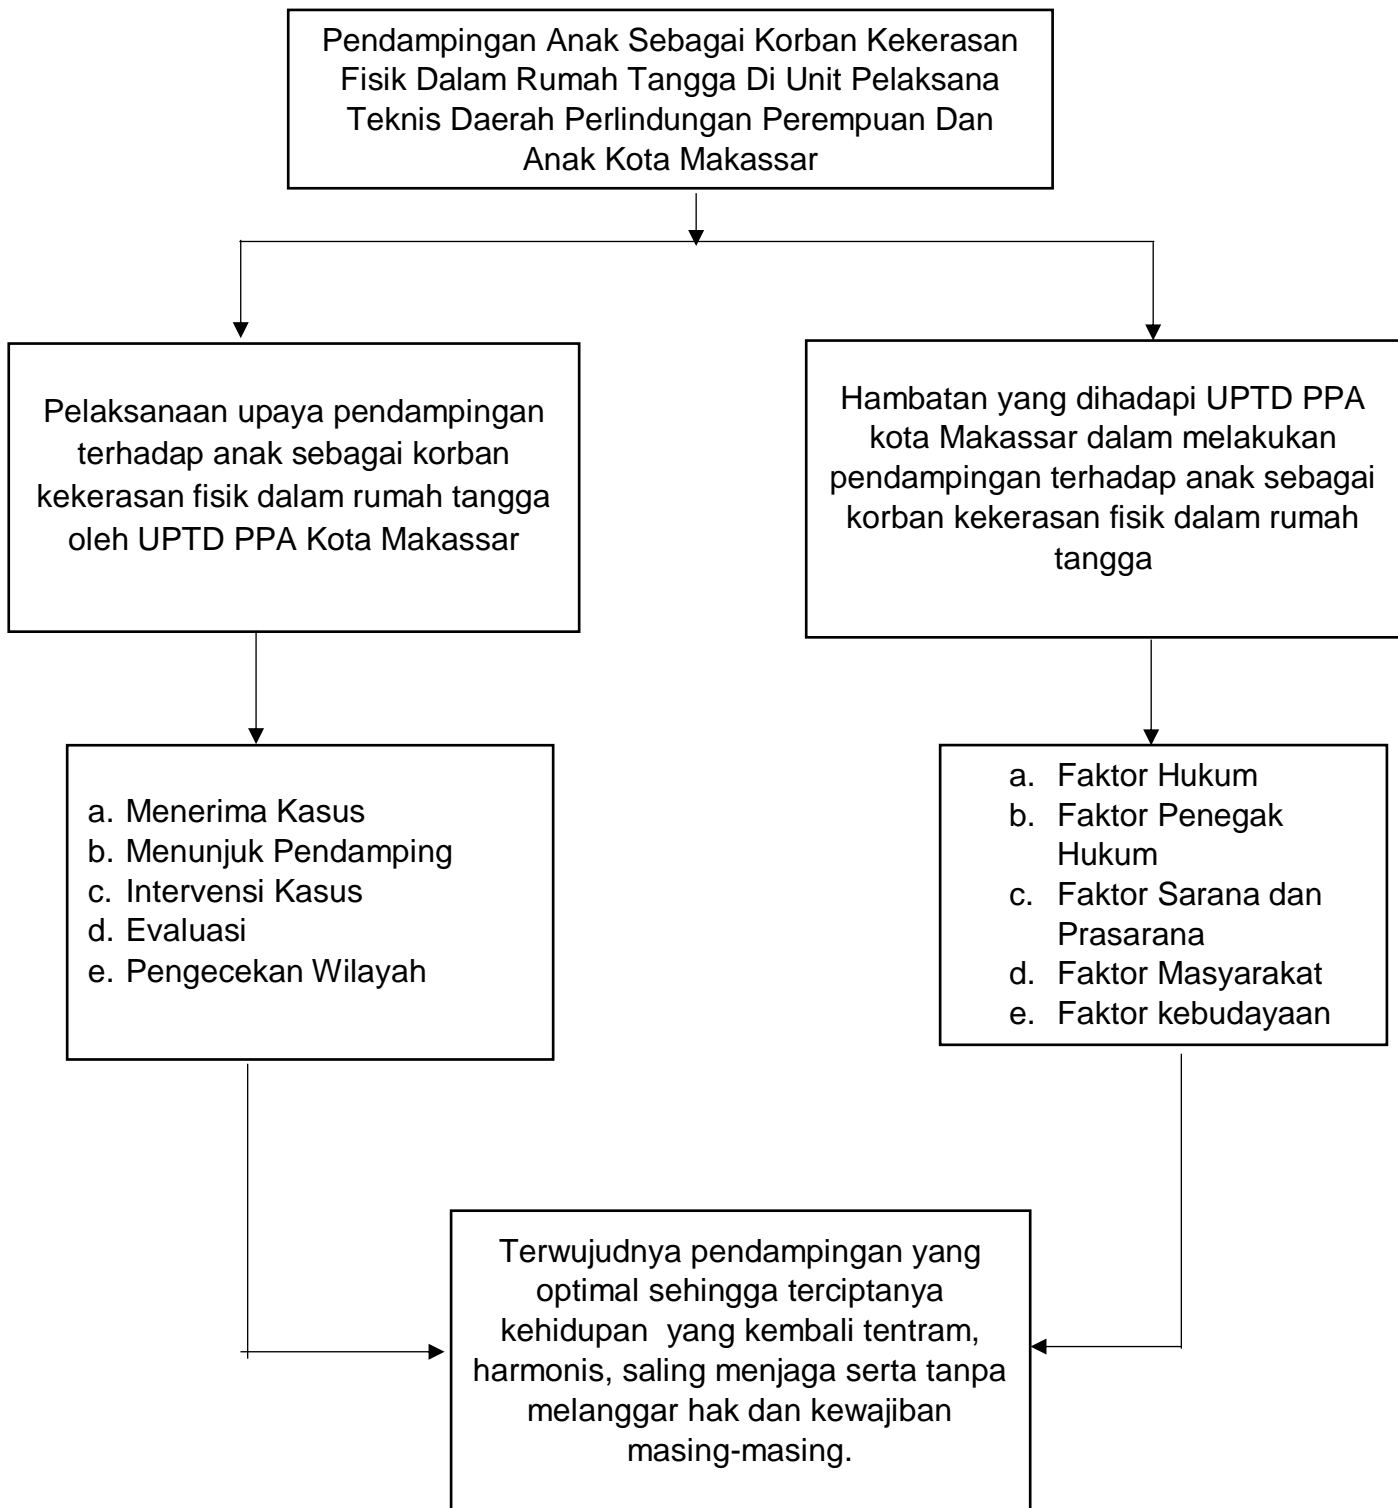 Pendampingan Anak Sebagai Korban Kekerasan
Fisik Dalam Rumah Tangga Di Unit Pelaksana
Teknis Daerah Perlindungan Perempuan Dan
Anak Kota Makassar
Pelaksanaan upaya pendampingan
terhadap anak sebagai korban
kekerasan fisik dalam rumah tangga
oleh UPTD PPA Kota Makassar
Hambatan yang dihadapi UPTD PPA
kota Makassar dalam melakukan
pendampingan terhadap anak sebagai
korban kekerasan fisik dalam rumah
tangga
a. Menerima Kasus
b. Menunjuk Pendamping
c. Intervensi Kasus
d. Evaluasi
e. Pengecekan Wilayah
a. Faktor Hukum
b. Faktor Penegak
Hukum
c. Faktor Sarana dan
Prasarana
d. Faktor Masyarakat
e. Faktor kebudayaan
Terwujudnya pendampingan yang
optimal sehingga terciptanya
kehidupan yang kembali tentram,
harmonis, saling menjaga serta tanpa
melanggar hak dan kewajiban
masing-masing.